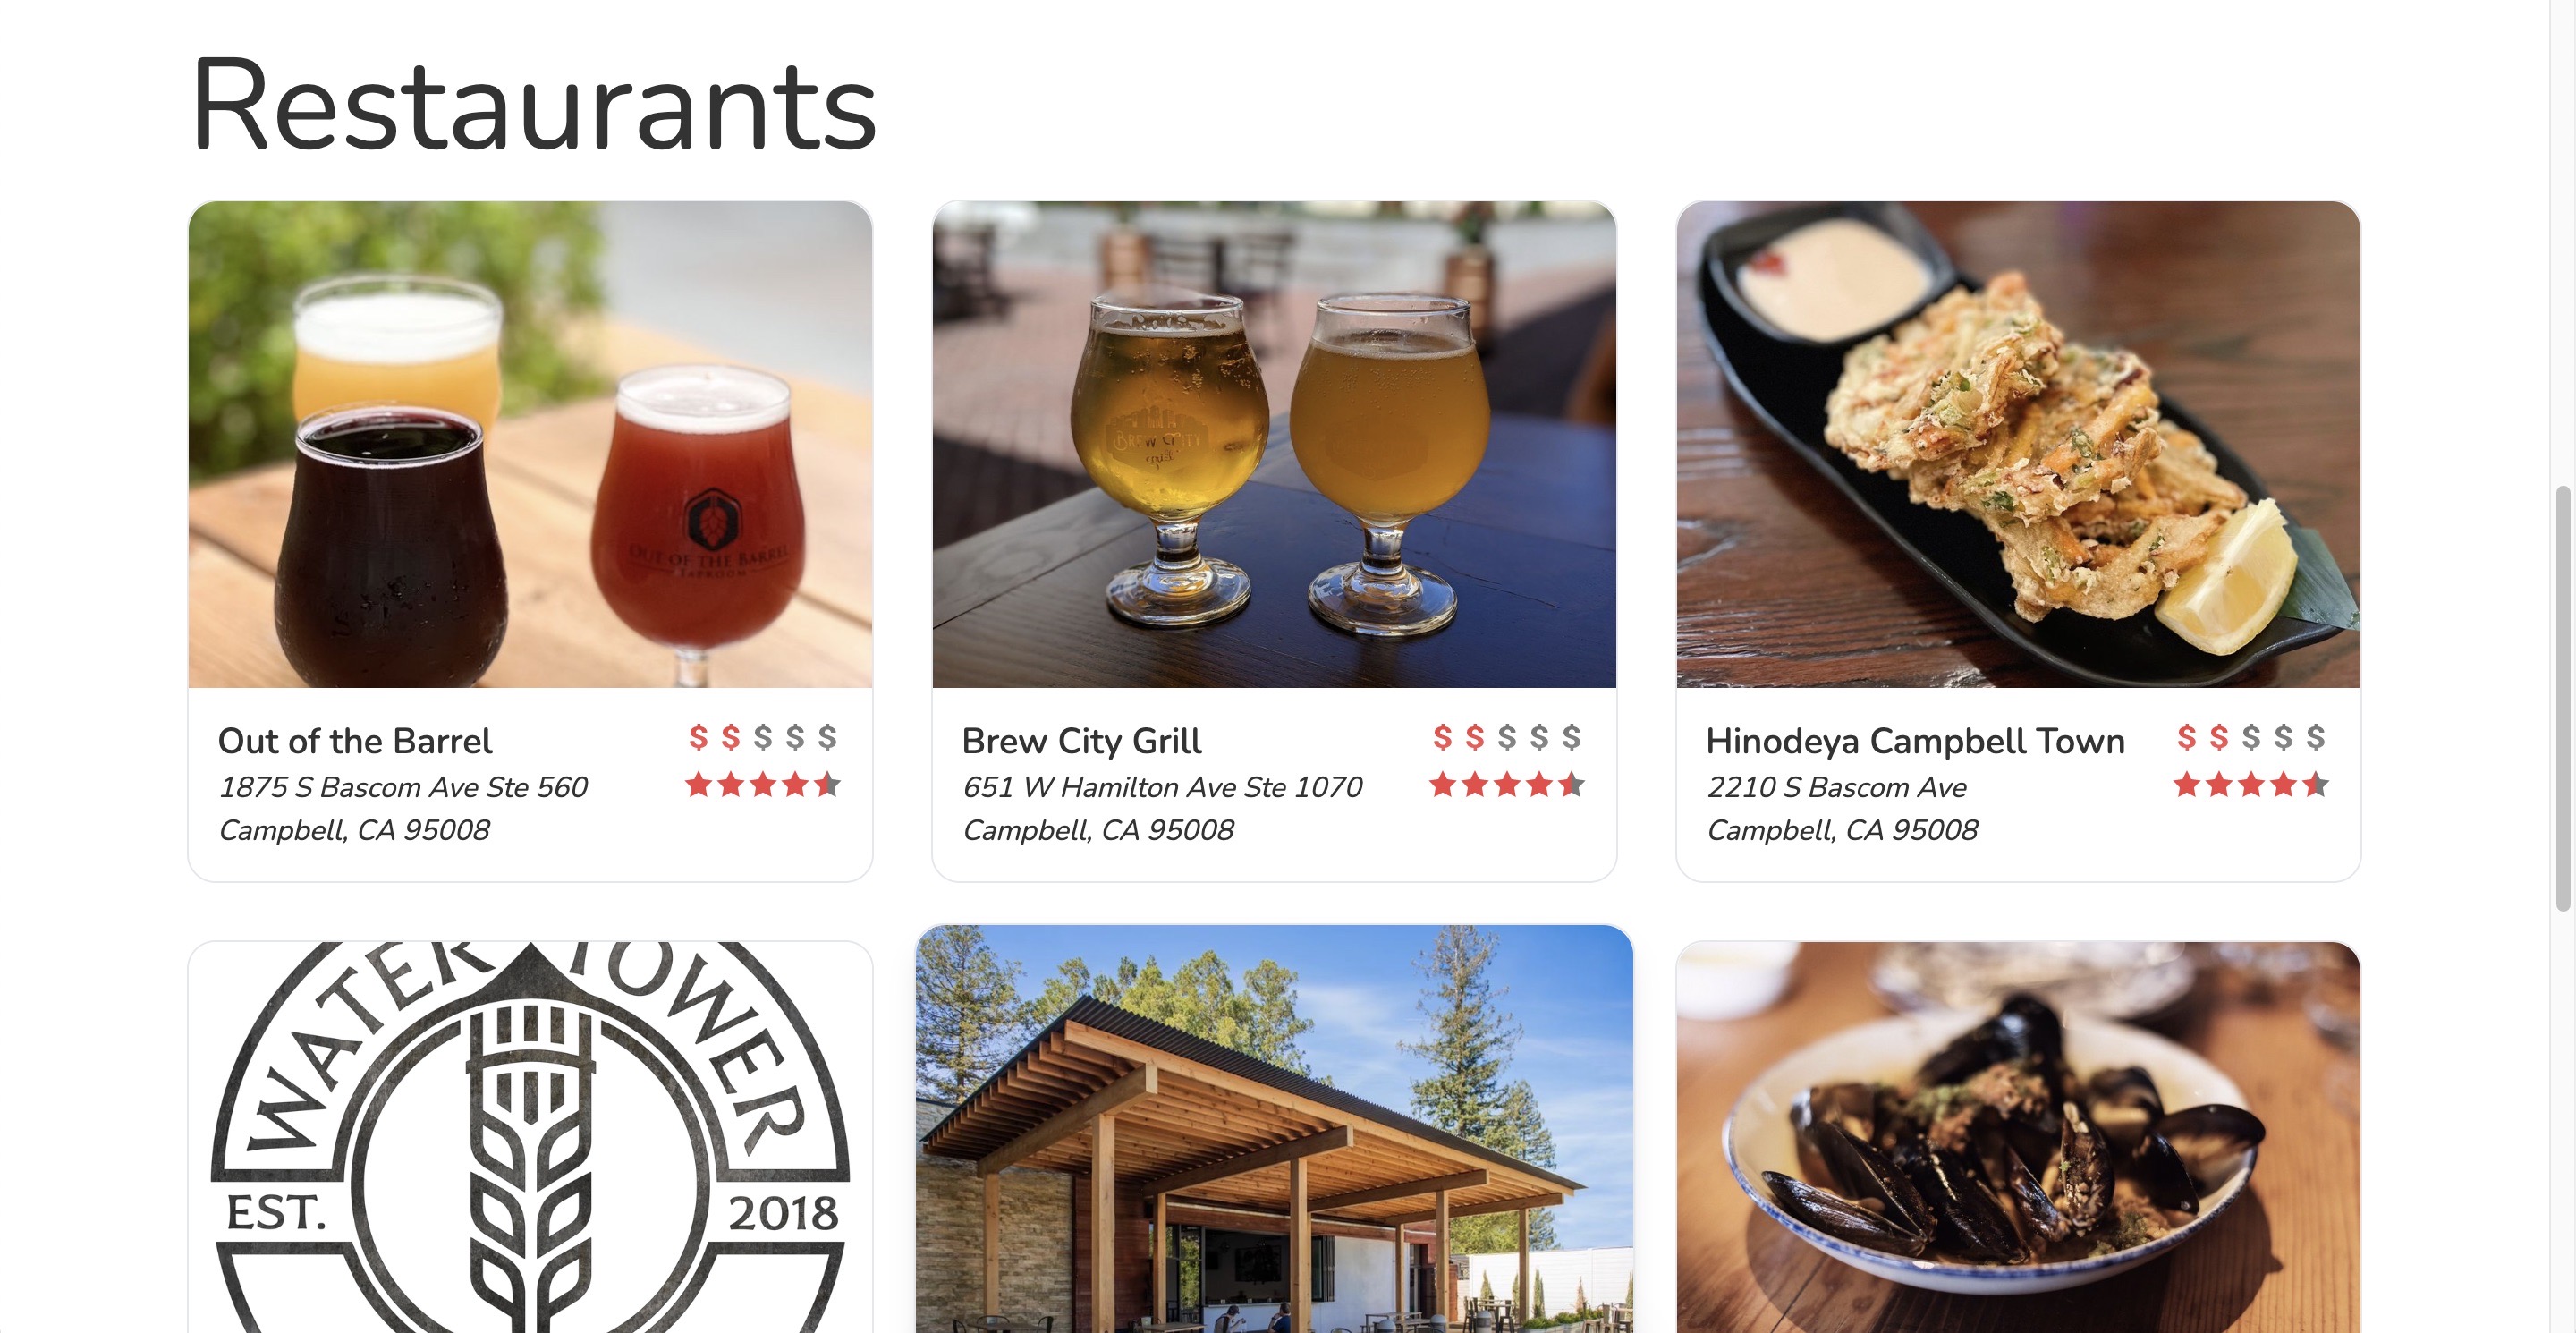 Restaurants
OUT OF THE BARREL
TAPROOM
BREW CITY
grill
Out of the Barrel
$ $ $ $ $
1875 S Bascom Ave Ste 560
Campbell, CA 95008
Brew City Grill
$ $ $ $ $
651 W Hamilton Ave Ste 1070
Campbell, CA 95008
Hinodeya Campbell Town
$ $ $ $ $
2210 S Bascom Ave
Campbell, CA 95008
WATER TOWER
EST. 2018